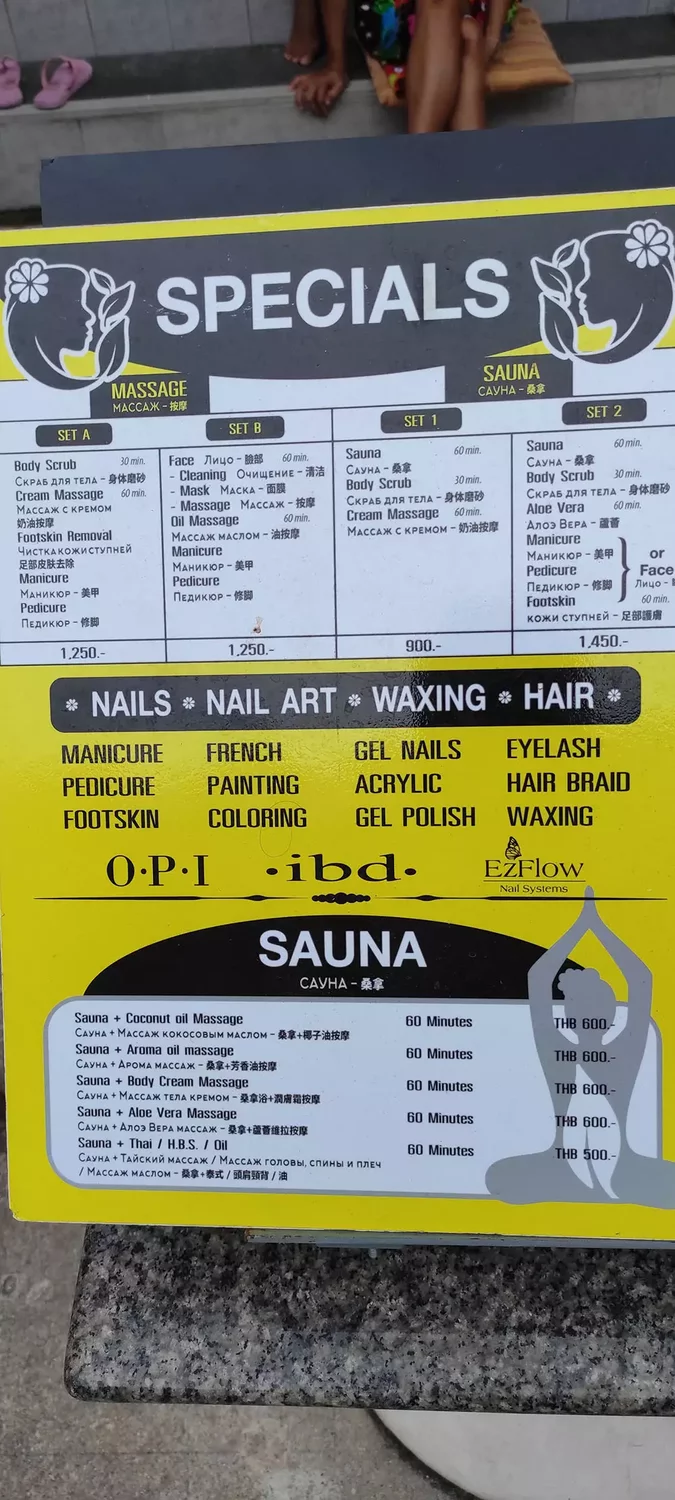 SPECIALS
MASSAGE
МАССАЖ – 按摩
SAUNA
САУНА – 桑拿
SET A
Body Scrub 30 min.
Скраб для тела – 身体磨砂
Cream Massage 60 min.
Массаж с кремом
奶油按摩
Footskin Removal
Чисткакожиступней
足部皮肤去除
Manicure
Маникюр – 美甲
Pedicure
Педикюр – 修脚
1,250.-
SET B
Face Лицо – 臉部 60 min.
- Cleaning Очищение – 清洁
- Mask Маска – 面膜
- Massage Массаж – 按摩
Oil Massage 60 min.
Массаж маслом – 油按摩
Manicure
Маникюр – 美甲
Pedicure
Педикюр – 修脚
1,250.-
SET 1
Sauna 60 min.
Сауна – 桑拿
Body Scrub 30 min.
Скраб для тела – 身体磨砂
Cream Massage 60 min.
Массаж с кремом – 奶油按摩
900.-
SET 2
Sauna 60 min.
Сауна – 桑拿
Body Scrub 30 min.
Скраб для тела – 身体磨砂
Aloe Vera 60 min.
Алоэ Вера – 蘆薈
Manicure
Маникюр – 美甲
Pedicure
Педикюр – 修脚
Footskin
кожи ступней – 足部護膚
or
Face
Лицо –
60 min.
1,450.-
NAILS * NAIL ART * WAXING * HAIR
MANICURE FRENCH GEL NAILS EYELASH
PEDICURE PAINTING ACRYLIC HAIR BRAID
FOOTSKIN COLORING GEL POLISH WAXING
O·P·I
·ibd·
EzFlow
Nail Systems
SAUNA
САУНА – 桑拿
Sauna + Coconut oil Massage 60 Minutes THB 600.-
Сауна + Массаж кокосовым маслом – 桑拿+椰子油按摩
Sauna + Aroma oil massage 60 Minutes THB 600.-
Сауна + Арома массаж – 桑拿+芳香油按摩
Sauna + Body Cream Massage 60 Minutes THB 600.-
Сауна + Массаж тела кремом – 桑拿浴+潤膚霜按摩
Sauna + Aloe Vera Massage 60 Minutes THB 600.-
Сауна + Алоэ Вера массаж – 桑拿+蘆薈维拉按摩
Sauna + Thai / H.B.S. / Oil 60 Minutes THB 500.-
Сауна + Тайский массаж / Массаж головы, спины и плеч
/ Массаж маслом – 桑拿+泰式 / 頭肩頸背 / 油